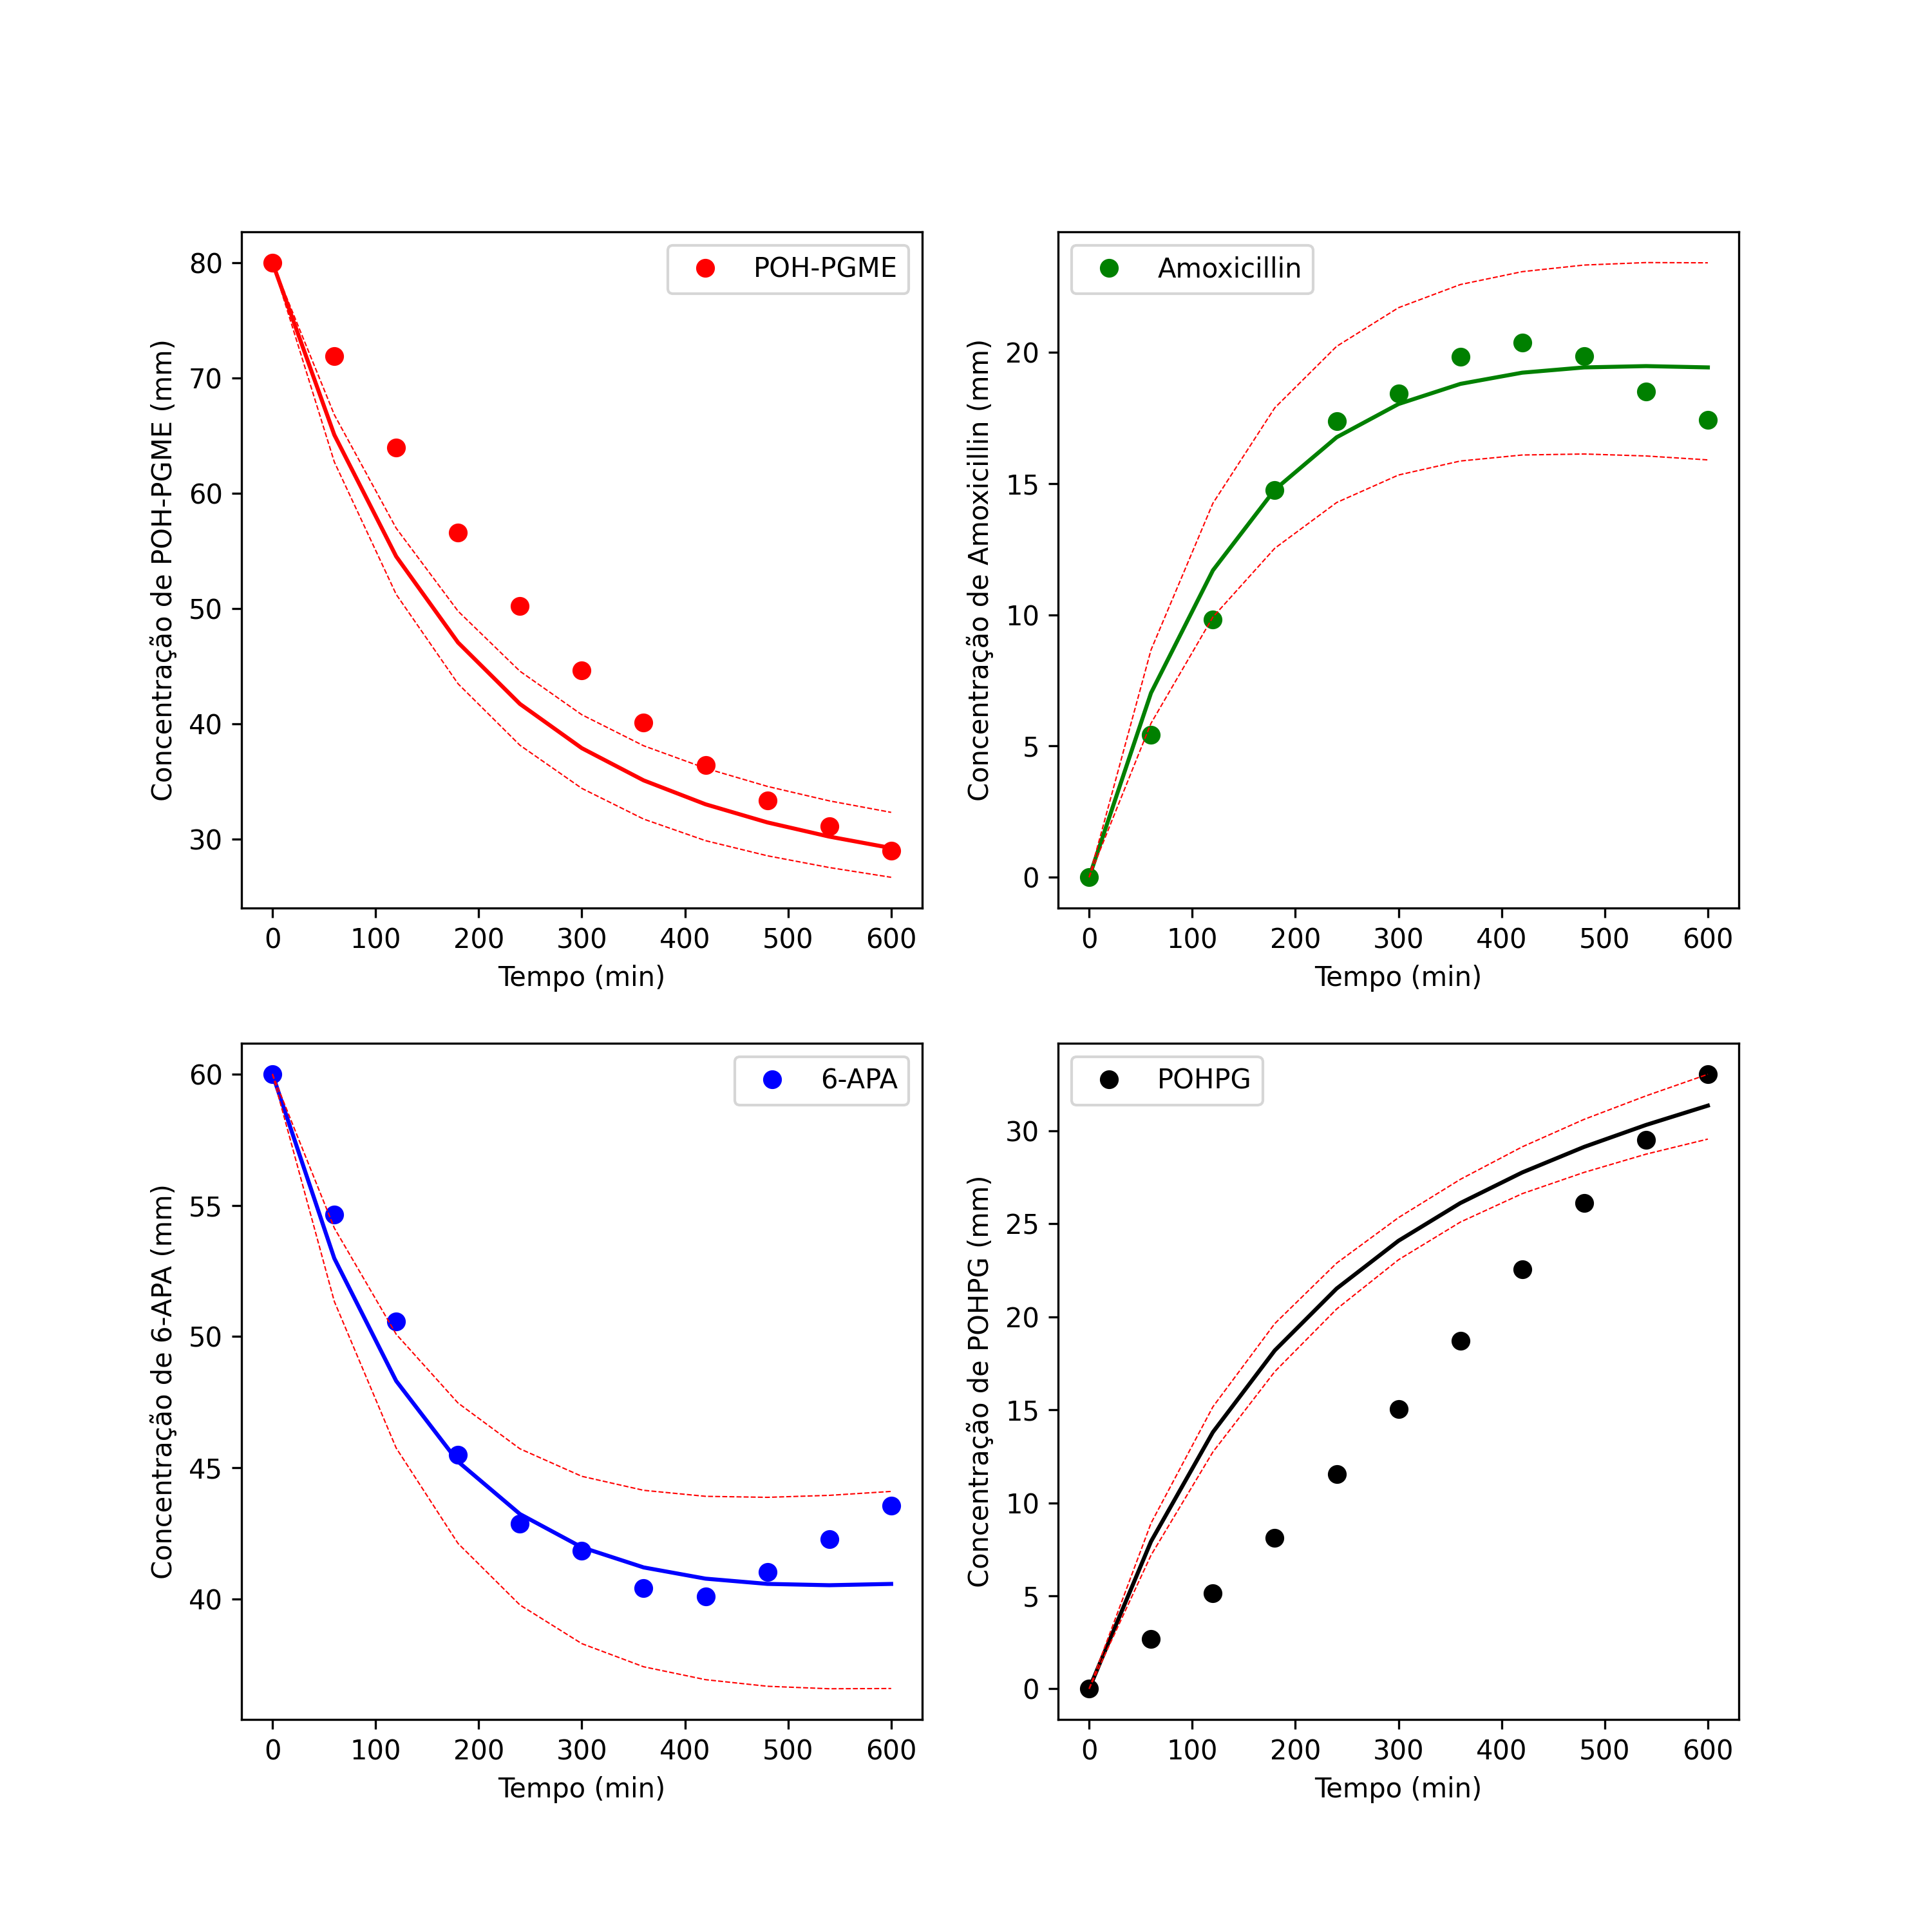 POH-PGME
Concentração de POH-PGME (mm)
80
70
60
50
40
30
0 100 200 300 400 500 600
Tempo (min)
Amoxicillin
Concentração de Amoxicillin (mm)
20
15
10
5
0
0 100 200 300 400 500 600
Tempo (min)
6-APA
Concentração de 6-APA (mm)
60
55
50
45
40
0 100 200 300 400 500 600
Tempo (min)
POHPG
Concentração de POHPG (mm)
30
25
20
15
10
5
0
0 100 200 300 400 500 600
Tempo (min)